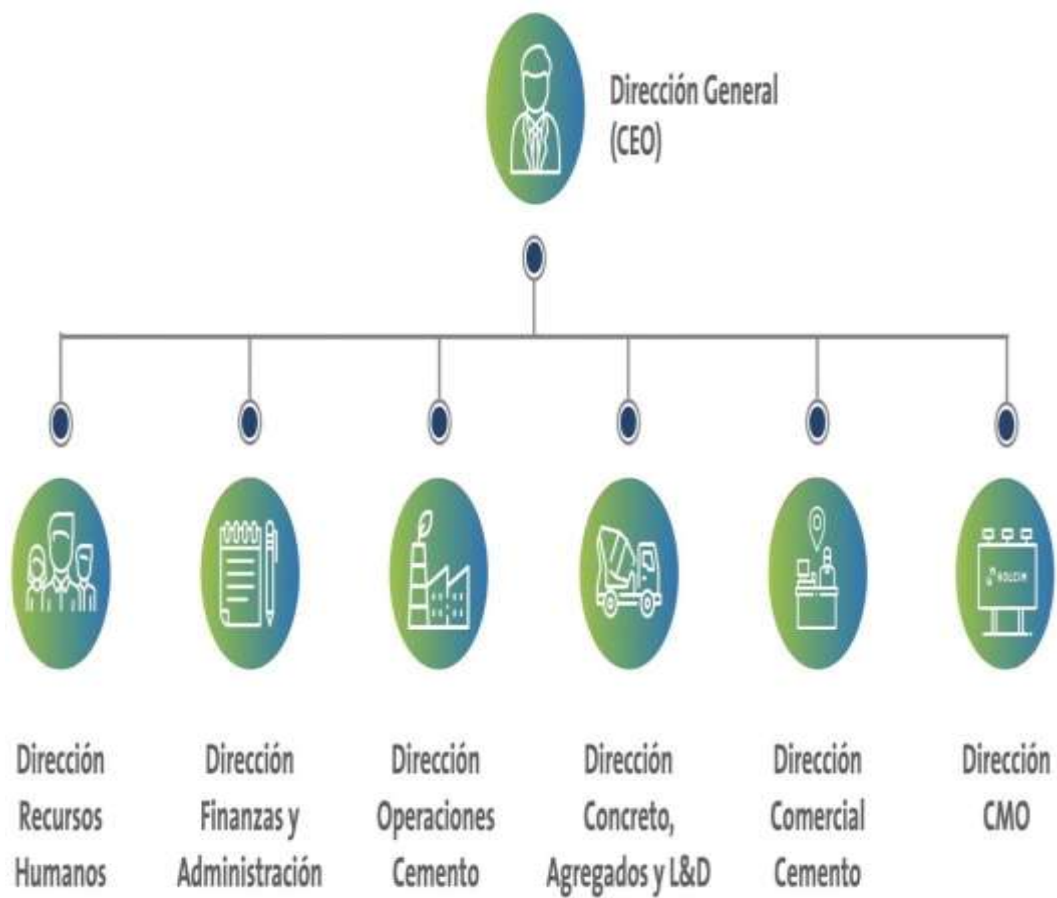 Dirección General
(CEO)
HOLCIM
Dirección
Recursos
Humanos
Dirección
Finanzas y
Administración
Dirección
Operaciones
Cemento
Dirección
Concreto,
Agregados y L&D
Dirección
Comercial
Cemento
Dirección
CMO